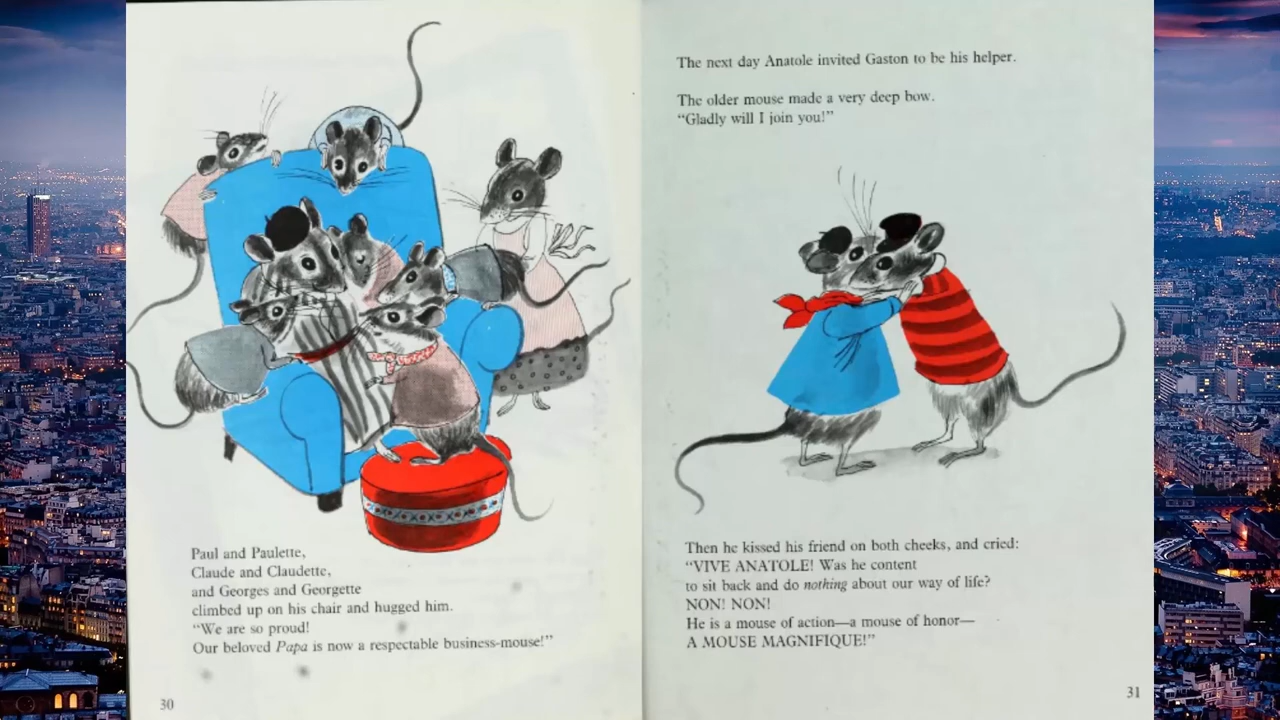 Paul and Paulette,
Claude and Claudette,
and Georges and Georgette
climbed up on his chair and hugged him.
“We are so proud!
Our beloved Papa is now a respectable business-mouse!”
30
The next day Anatole invited Gaston to be his helper.
The older mouse made a very deep bow.
“Gladly will I join you!”
Then he kissed his friend on both cheeks, and cried:
“VIVE ANATOLE! Was he content
to sit back and do nothing about our way of life?
NON! NON!
He is a mouse of action—a mouse of honor—
A MOUSE MAGNIFIQUE!”
31